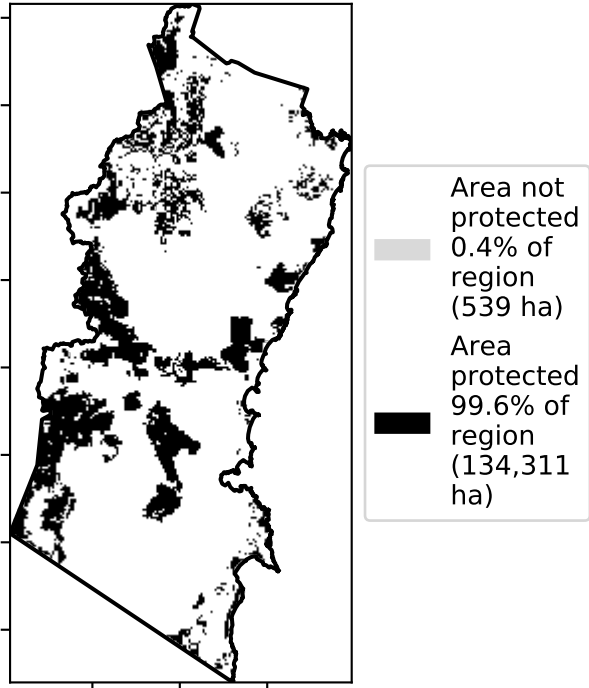 Area not
protected
0.4% of
region
(539 ha)
Area
protected
99.6% of
region
(134,311
ha)